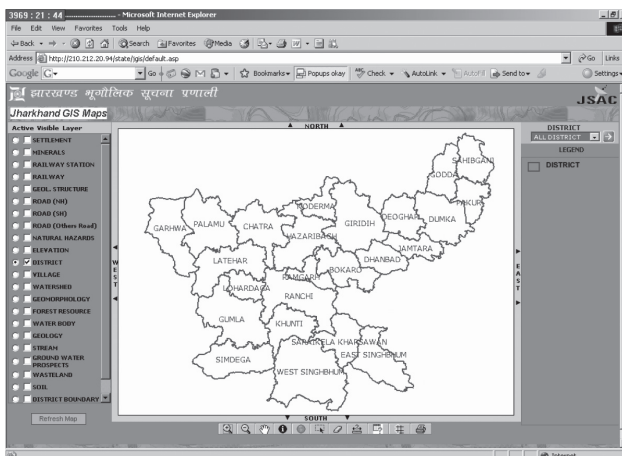 3969 : 21 : 44 - Microsoft Internet Explorer
File Edit View Favorites Tools Help
Back Search Favorites Media
Address http://210.212.20.94/state/jgis/default.asp Go Links
Google G Go Bookmarks Popups okay Check AutoLink AutoFill Send to Settings
झारखण्ड भूगौलिक सूचना प्रणाली
JSAC
Jharkhand GIS Maps
NORTH
DISTRICT
Active Visible Layer
ALL DISTRICT
SETTLEMENT
LEGEND
MINERALS
DISTRICT
RAILWAY STATION
RAILWAY
GEOL. STRUCTURE
ROAD (NH)
ROAD (SH)
ROAD (Others Road)
NATURAL HAZARDS
ELEVATION
DISTRICT
VILLAGE
WATERSHED
GEOMORPHOLOGY
FOREST RESOURCE
WATER BODY
GEOLOGY
STREAM
GROUND WATER
PROSPECTS
WASTELAND
SOIL
DISTRICT BOUNDARY
Refresh Map
WEST
EAST
SAHIBGANJ
GODDA
PAKUR
KODERMA
DEOGHAR
DUMKA
GARHWA
PALAMU
CHATRA
GIRIDIH
HAZARIBAGH
JAMTARA
LATEHAR
DHANBAD
BOKARO
RAMGARH
LOHARDAGA
RANCHI
GUMLA
KHUNTI
SARAIKELA KHARSAWAN
SIMDEGA
EAST SINGHBHUM
WEST SINGHBHUM
SOUTH
Internet